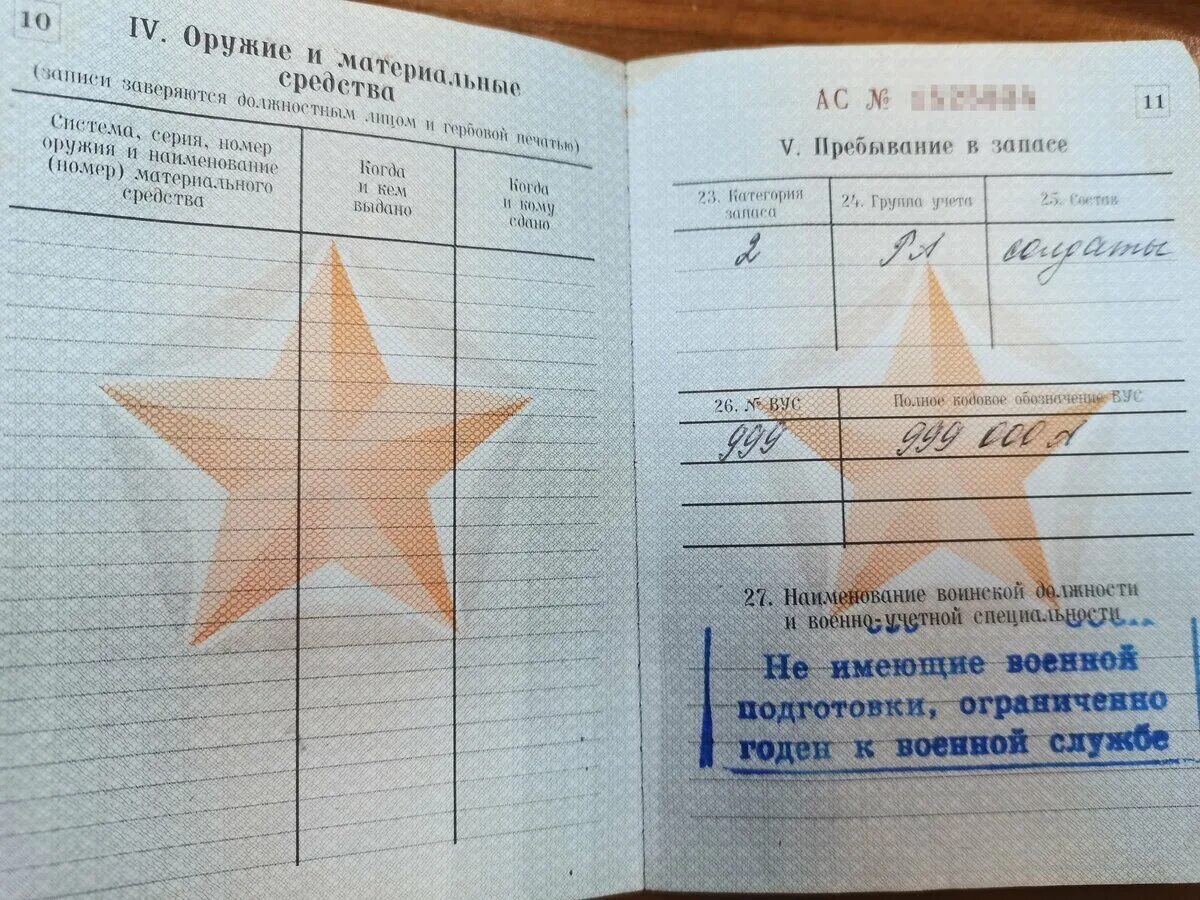 10
IV. Оружие и материальные
средства
(записи заверяются должностным лицом и гербовой печатью)
Система, серия, номер
оружия и наименование
(номер) материального
средства
Когда
и кем
выдано
Когда
и кому
сдано
АС №
11
V. Пребывание в запасе
23. Категория
запаса
24. Группа учета
25. Состав
2
РА
солдаты
26. № ВУС
Полное кодовое обозначение ВУС
999
999 000 А
27. Наименование воинской должности
и военно-учетной специальности
Не имеющие военной
подготовки, ограниченно
годен к военной службе